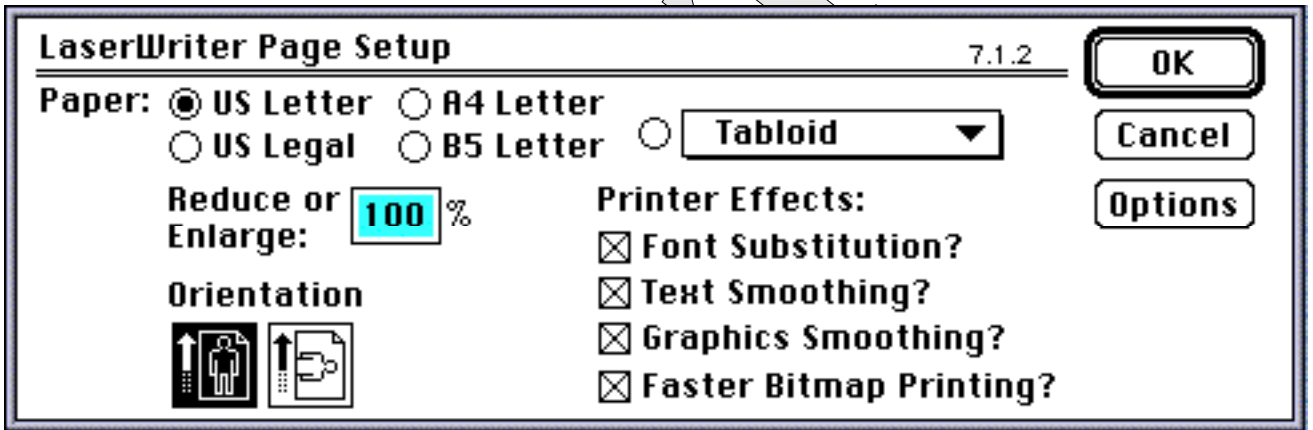 LaserWriter Page Setup 7.1.2 OK
Paper: US Letter A4 Letter
US Legal B5 Letter Tabloid Cancel
Reduce or
Enlarge: 100 %
Printer Effects: Options
Font Substitution?
Orientation
Text Smoothing?
Graphics Smoothing?
Faster Bitmap Printing?